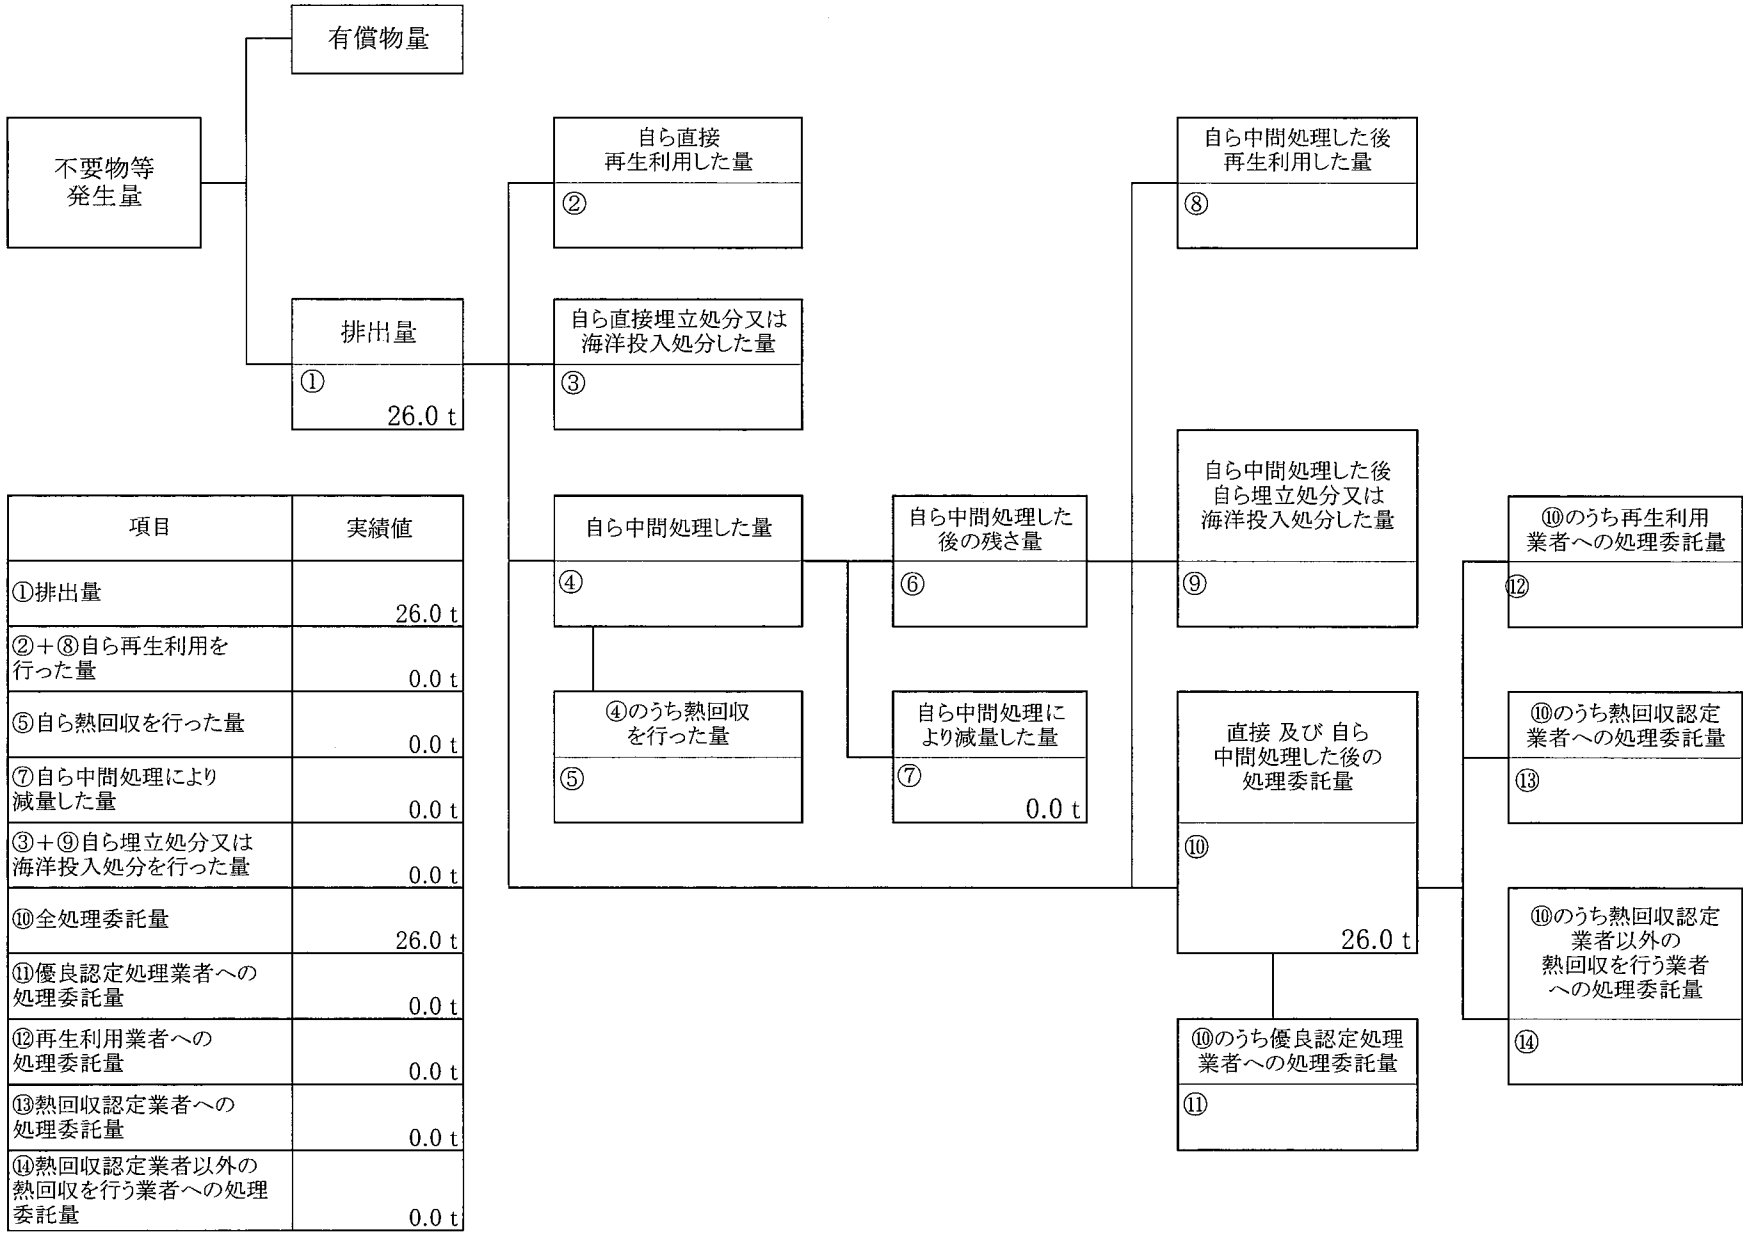 有償物量
不要物等
発生量
排出量
①
26.0 t
自ら直接
再生利用した量
②
自ら直接埋立処分又は
海洋投入処分した量
③
自ら中間処理した量
④
④のうち熱回収
を行った量
⑤
自ら中間処理した
後の残さ量
⑥
自ら中間処理に
より減量した量
⑦
0.0 t
自ら中間処理した後
再生利用した量
⑧
自ら中間処理した後
自ら埋立処分又は
海洋投入処分した量
⑨
直接 及び 自ら
中間処理した後の
処理委託量
⑩
26.0 t
⑩のうち優良認定処理
業者への処理委託量
⑪
⑩のうち再生利用
業者への処理委託量
⑫
⑩のうち熱回収認定
業者への処理委託量
⑬
⑩のうち熱回収認定
業者以外の
熱回収を行う業者
への処理委託量
⑭
項目 実績値
①排出量
26.0 t
②+⑧自ら再生利用を
行った量
0.0 t
⑤自ら熱回収を行った量
0.0 t
⑦自ら中間処理により
減量した量
0.0 t
③+⑨自ら埋立処分又は
海洋投入処分を行った量
0.0 t
⑩全処理委託量
26.0 t
⑪優良認定処理業者への
処理委託量
0.0 t
⑫再生利用業者への
処理委託量
0.0 t
⑬熱回収認定業者への
処理委託量
0.0 t
⑭熱回収認定業者以外の
熱回収を行う業者への処理
委託量
0.0 t